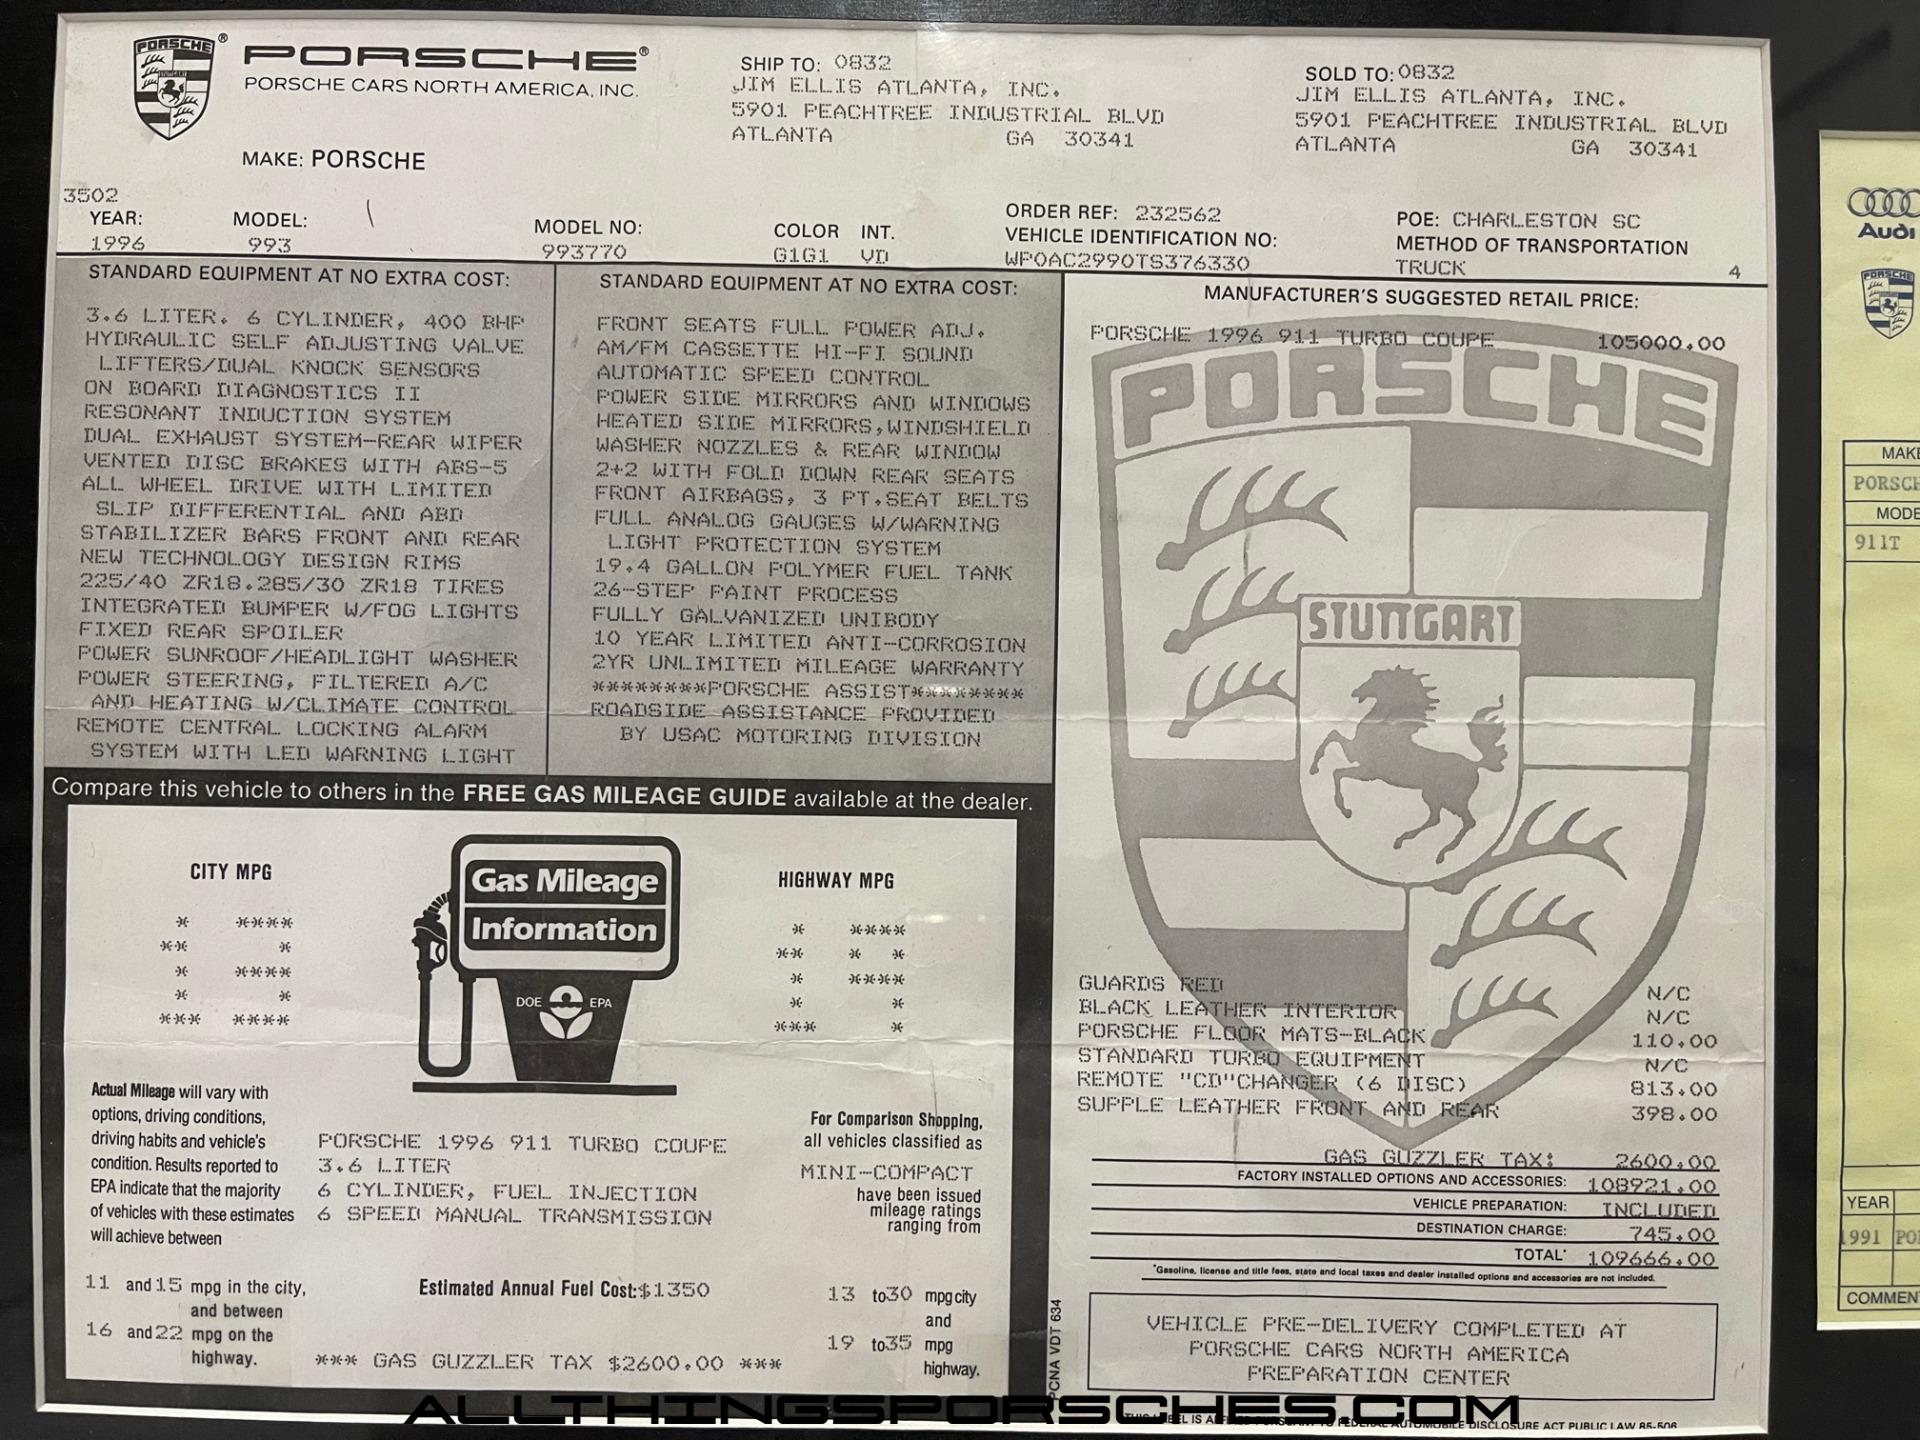 PORSCHE®
PORSCHE
PORSCHE CARS NORTH AMERICA, INC.
STUTTGART
MAKE: PORSCHE
SHIP TO: 0832
JIM ELLIS ATLANTA, INC.
5901 PEACHTREE INDUSTRIAL BLVD
ATLANTA GA 30341
SOLD TO: 0832
JIM ELLIS ATLANTA, INC.
5901 PEACHTREE INDUSTRIAL BLVD
ATLANTA GA 30341
3502
YEAR: MODEL: MODEL NO: COLOR INT.
1996 993 993770 G1G1 VD
ORDER REF: 232562
VEHICLE IDENTIFICATION NO:
WP0AC2990TS376330
POE: CHARLESTON SC
METHOD OF TRANSPORTATION
TRUCK 4
STANDARD EQUIPMENT AT NO EXTRA COST:
3.6 LITER. 6 CYLINDER, 400 BHP
HYDRAULIC SELF ADJUSTING VALVE
LIFTERS/DUAL KNOCK SENSORS
ON BOARD DIAGNOSTICS II
RESONANT INDUCTION SYSTEM
DUAL EXHAUST SYSTEM-REAR WIPER
VENTED DISC BRAKES WITH ABS-5
ALL WHEEL DRIVE WITH LIMITED
SLIP DIFFERENTIAL AND ABD
STABILIZER BARS FRONT AND REAR
NEW TECHNOLOGY DESIGN RIMS
225/40 ZR18.285/30 ZR18 TIRES
INTEGRATED BUMPER W/FOG LIGHTS
FIXED REAR SPOILER
POWER SUNROOF/HEADLIGHT WASHER
POWER STEERING, FILTERED A/C
AND HEATING W/CLIMATE CONTROL
REMOTE CENTRAL LOCKING ALARM
SYSTEM WITH LED WARNING LIGHT
STANDARD EQUIPMENT AT NO EXTRA COST:
FRONT SEATS FULL POWER ADJ.
AM/FM CASSETTE HI-FI SOUND
AUTOMATIC SPEED CONTROL
POWER SIDE MIRRORS AND WINDOWS
HEATED SIDE MIRRORS,WINDSHIELD
WASHER NOZZLES & REAR WINDOW
2+2 WITH FOLD DOWN REAR SEATS
FRONT AIRBAGS, 3 PT.SEAT BELTS
FULL ANALOG GAUGES W/WARNING
LIGHT PROTECTION SYSTEM
19.4 GALLON POLYMER FUEL TANK
26-STEP PAINT PROCESS
FULLY GALVANIZED UNIBODY
10 YEAR LIMITED ANTI-CORROSION
2YR UNLIMITED MILEAGE WARRANTY
********PORSCHE ASSIST********
ROADSIDE ASSISTANCE PROVIDED
BY USAC MOTORING DIVISION
MANUFACTURER'S SUGGESTED RETAIL PRICE:
PORSCHE 1996 911 TURBO COUPE 105000.00
PORSCHE
STUTTGART
GUARDS RED N/C
BLACK LEATHER INTERIOR N/C
PORSCHE FLOOR MATS-BLACK 110.00
STANDARD TURBO EQUIPMENT N/C
REMOTE "CD"CHANGER (6 DISC) 813.00
SUPPLE LEATHER FRONT AND REAR 398.00
GAS GUZZLER TAX: 2600.00
FACTORY INSTALLED OPTIONS AND ACCESSORIES: 108921.00
VEHICLE PREPARATION: INCLUDED
DESTINATION CHARGE: 745.00
TOTAL* 109666.00
*Gasoline, license and title fees, state and local taxes and dealer installed options and accessories are not included.
VEHICLE PRE-DELIVERY COMPLETED AT
PORSCHE CARS NORTH AMERICA
PREPARATION CENTER
PCNA VDT 634
Compare this vehicle to others in the FREE GAS MILEAGE GUIDE available at the dealer.
CITY MPG
* ****
** *
* ****
* *
*** ****
Gas Mileage
Information
DOE EPA
HIGHWAY MPG
* ****
** * *
* ****
* *
*** *
Actual Mileage will vary with
options, driving conditions,
driving habits and vehicle's
condition. Results reported to
EPA indicate that the majority
of vehicles with these estimates
will achieve between
11 and 15 mpg in the city,
and between
16 and 22 mpg on the
highway.
PORSCHE 1996 911 TURBO COUPE
3.6 LITER
6 CYLINDER, FUEL INJECTION
6 SPEED MANUAL TRANSMISSION
Estimated Annual Fuel Cost:$1350
*** GAS GUZZLER TAX $2600.00 ***
For Comparison Shopping,
all vehicles classified as
MINI-COMPACT
have been issued
mileage ratings
ranging from
13 to 30 mpg city
and
19 to 35 mpg
highway.
THIS LABEL IS AFFIXED PURSUANT TO FEDERAL AUTOMOBILE DISCLOSURE ACT PUBLIC LAW 85-506
ALLTHINGSPORSCHES.COM
Audi
PORSCHE
MAKE
PORSCH
MODE
911T
YEAR
1991 PO
COMMEN